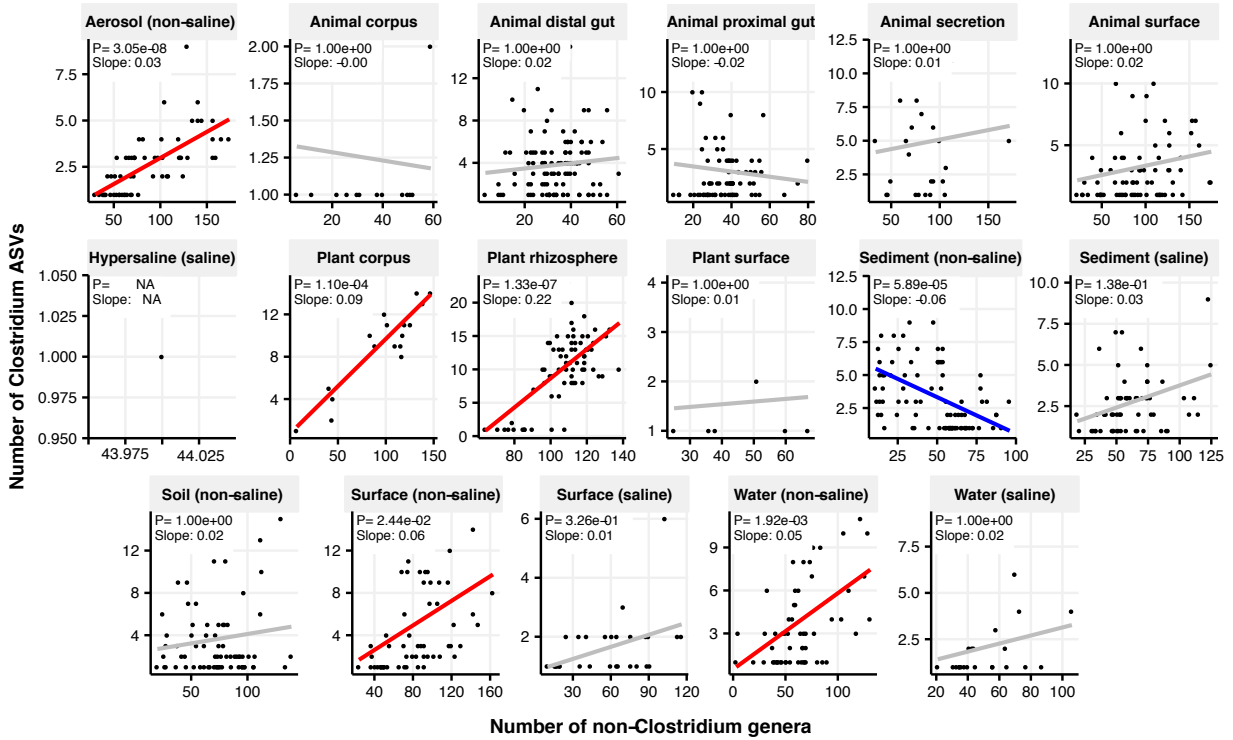 Number of Clostridium ASVs
Aerosol (non-saline)
P= 3.05e-08
Slope: 0.03
7.5
5.0
2.5
50 100 150
Animal corpus
P= 1.00e+00
Slope: -0.00
2.00
1.75
1.50
1.25
1.00
0 20 40 60
Animal distal gut
P= 1.00e+00
Slope: 0.02
12
8
4
0 20 40 60
Animal proximal gut
P= 1.00e+00
Slope: -0.02
10
5
20 40 60 80
Animal secretion
P= 1.00e+00
Slope: 0.01
12.5
10.0
7.5
5.0
2.5
50 100 150
Animal surface
P= 1.00e+00
Slope: 0.02
10
5
50 100 150
Hypersaline (saline)
P= NA
Slope: NA
1.050
1.025
1.000
0.975
0.950
43.975 44.025
Plant corpus
P= 1.10e-04
Slope: 0.09
12
8
4
0 50 100 150
Plant rhizosphere
P= 1.33e-07
Slope: 0.22
20
15
10
5
0
60 80 100 120 140
Plant surface
P= 1.00e+00
Slope: 0.01
4
3
2
1
30 40 50 60
Sediment (non-saline)
P= 5.89e-05
Slope: -0.06
12.5
10.0
7.5
5.0
2.5
25 50 75 100
Sediment (saline)
P= 1.38e-01
Slope: 0.03
10.0
7.5
5.0
2.5
25 50 75 100 125
Soil (non-saline)
P= 1.00e+00
Slope: 0.02
12
8
4
50 100
Surface (non-saline)
P= 2.44e-02
Slope: 0.06
12
8
4
40 80 120 160
Surface (saline)
P= 3.26e-01
Slope: 0.01
6
4
2
0
30 60 90 120
Water (non-saline)
P= 1.92e-03
Slope: 0.05
9
6
3
0
0 50 100
Water (saline)
P= 1.00e+00
Slope: 0.02
7.5
5.0
2.5
20 40 60 80 100
Number of non-Clostridium genera